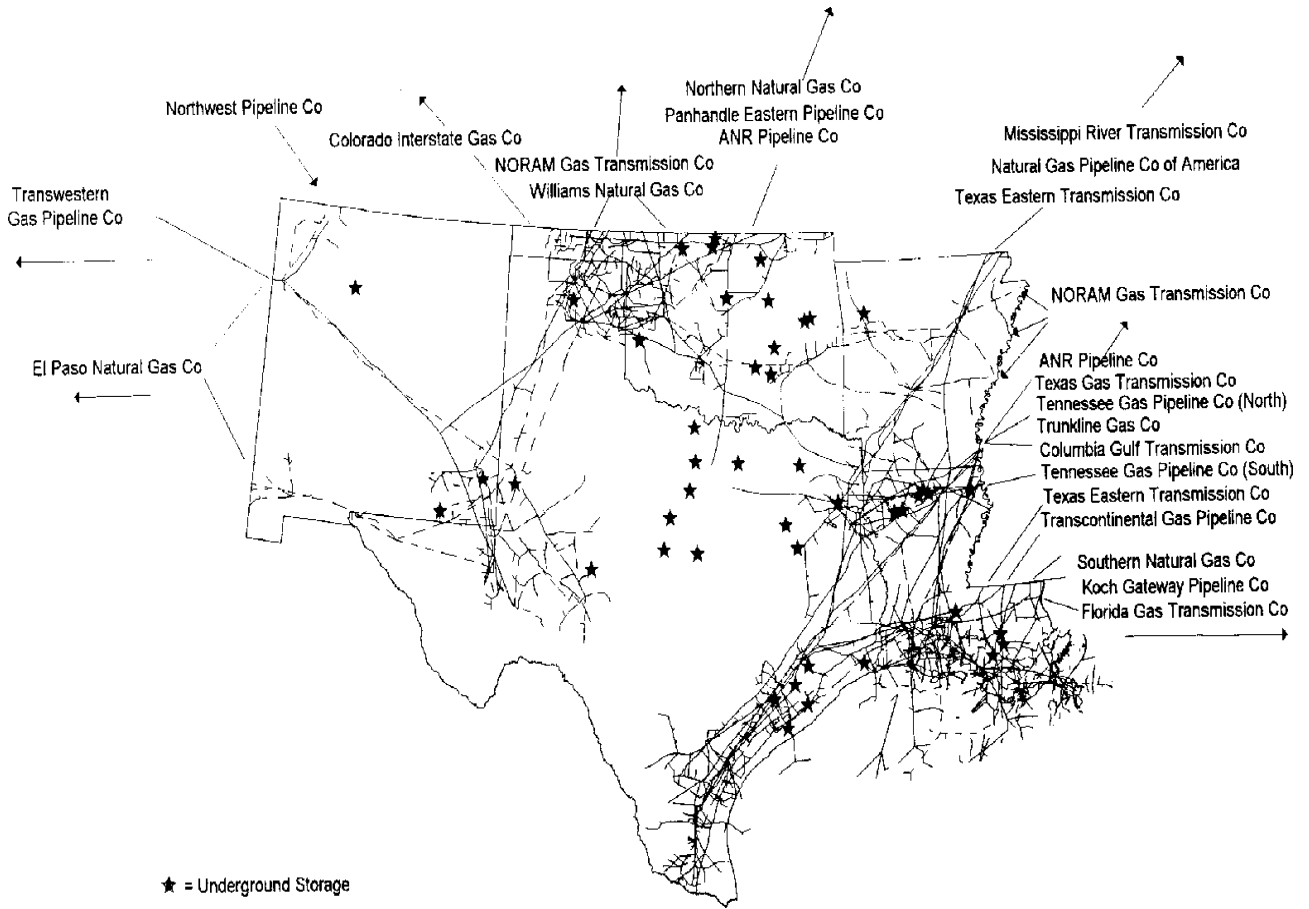 Northern Natural Gas Co
Panhandle Eastern Pipeline Co
ANR Pipeline Co
Northwest Pipeline Co
Colorado Interstate Gas Co
NORAM Gas Transmission Co
Williams Natural Gas Co
Mississippi River Transmission Co
Natural Gas Pipeline Co of America
Texas Eastern Transmission Co
Transwestern
Gas Pipeline Co
El Paso Natural Gas Co
NORAM Gas Transmission Co
ANR Pipeline Co
Texas Gas Transmission Co
Tennessee Gas Pipeline Co (North)
Trunkline Gas Co
Columbia Gulf Transmission Co
Tennessee Gas Pipeline Co (South)
Texas Eastern Transmission Co
Transcontinental Gas Pipeline Co
Southern Natural Gas Co
Koch Gateway Pipeline Co
Florida Gas Transmission Co
★ = Underground Storage